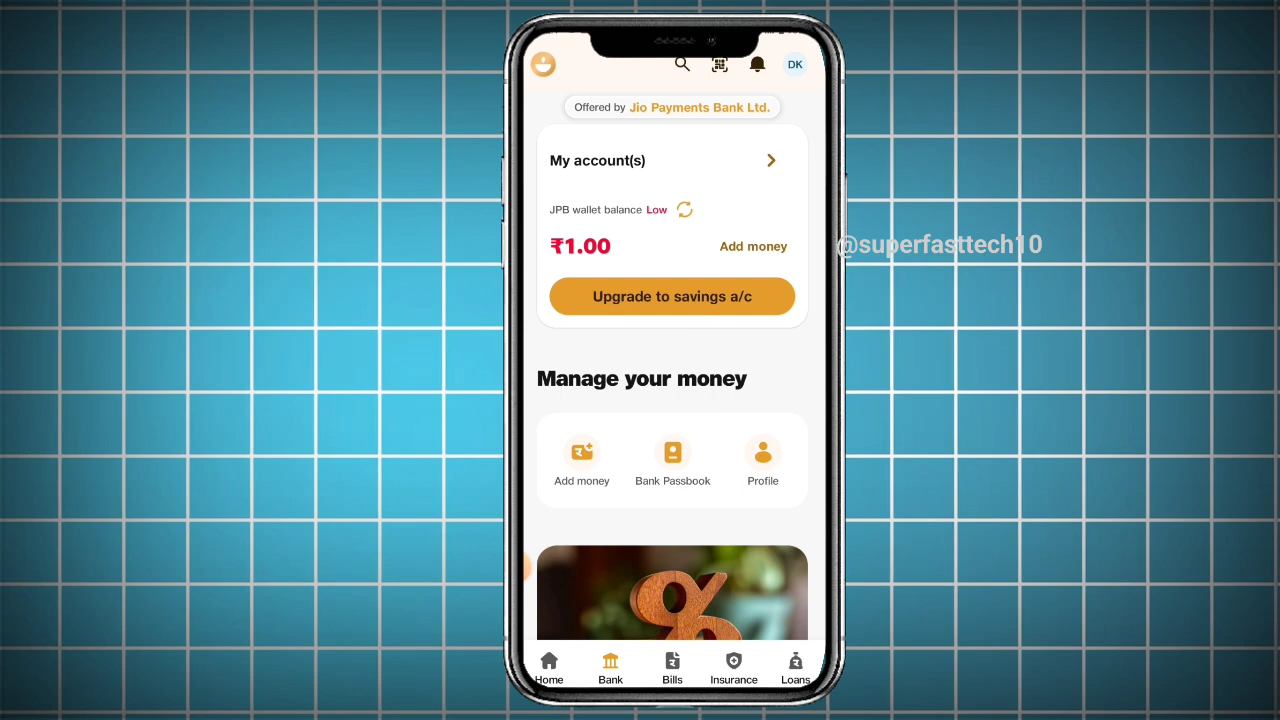 DK
Offered by Jio Payments Bank Ltd.
My account(s)
JPB wallet balance Low
₹1.00
Add money
@superfasttech10
Upgrade to savings a/c
Manage your money
Add money
Bank Passbook
Profile
Home
Bank
Bills
Insurance
Loans